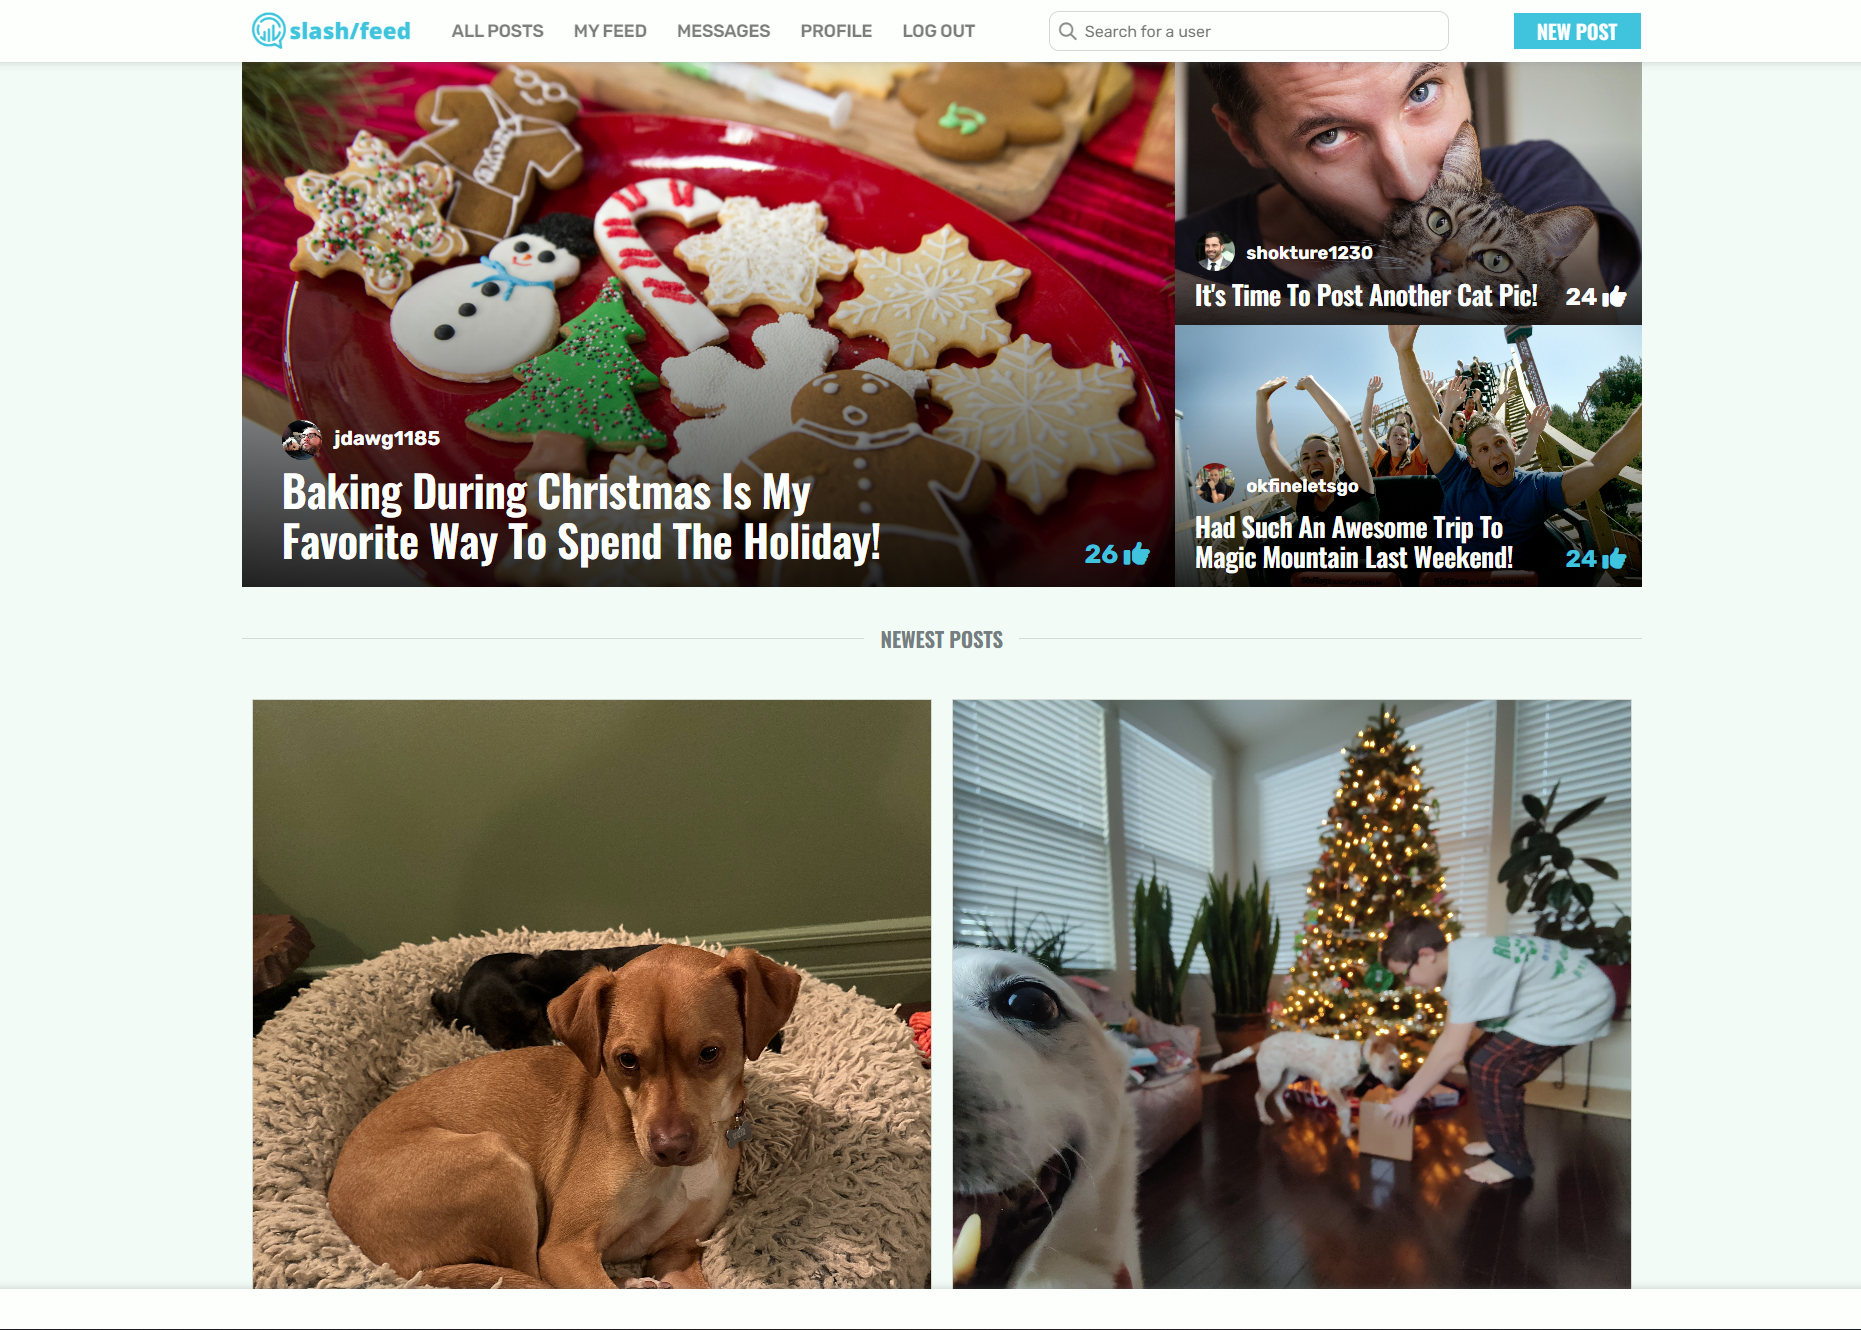 slash/feed ALL POSTS MY FEED MESSAGES PROFILE LOG OUT Search for a user NEW POST
shokture1230
It's Time To Post Another Cat Pic! 24
jdawg1185
Baking During Christmas Is My
Favorite Way To Spend The Holiday!
26
okfineletsgo
Had Such An Awesome Trip To
Magic Mountain Last Weekend! 24
NEWEST POSTS